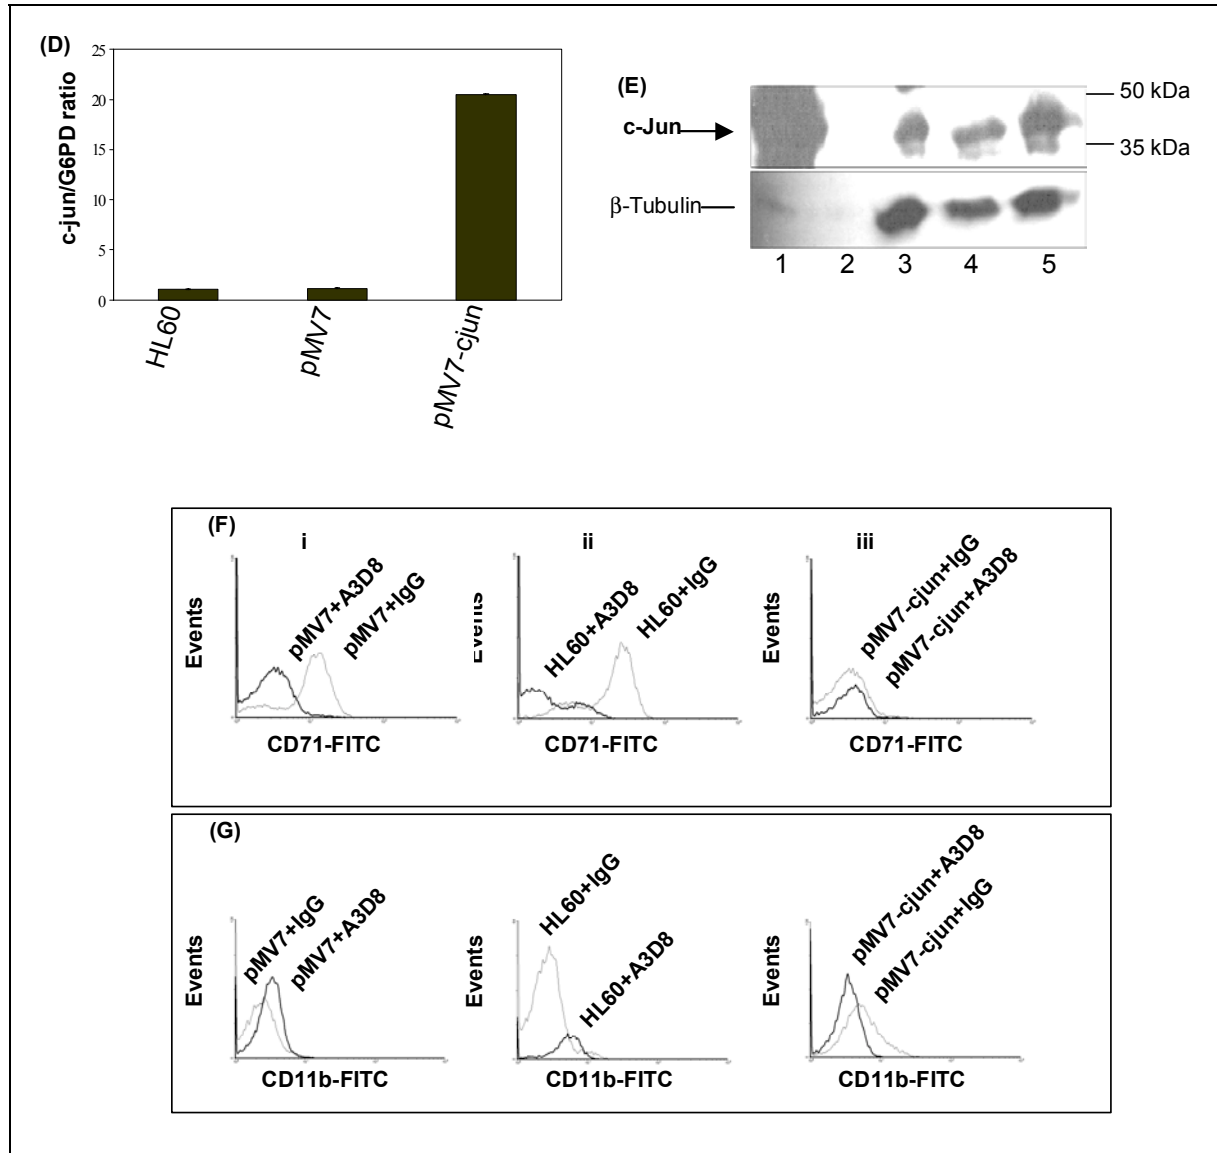 (D)
25
20
15
10
5
0
c-jun/G6PD ratio
HL60
pMV7
pMV7-cjun
(E)
c-Jun
50 kDa
35 kDa
β-Tubulin
1 2 3 4 5
(F)
i
ii
iii
Events
pMV7+A3D8
pMV7+IgG
CD71-FITC
Events
HL60+A3D8
HL60+IgG
CD71-FITC
Events
pMV7-cjun+IgG
pMV7-cjun+A3D8
CD71-FITC
(G)
Events
pMV7+IgG
pMV7+A3D8
CD11b-FITC
Events
HL60+IgG
HL60+A3D8
CD11b-FITC
Events
pMV7-cjun+A3D8
pMV7-cjun+IgG
CD11b-FITC